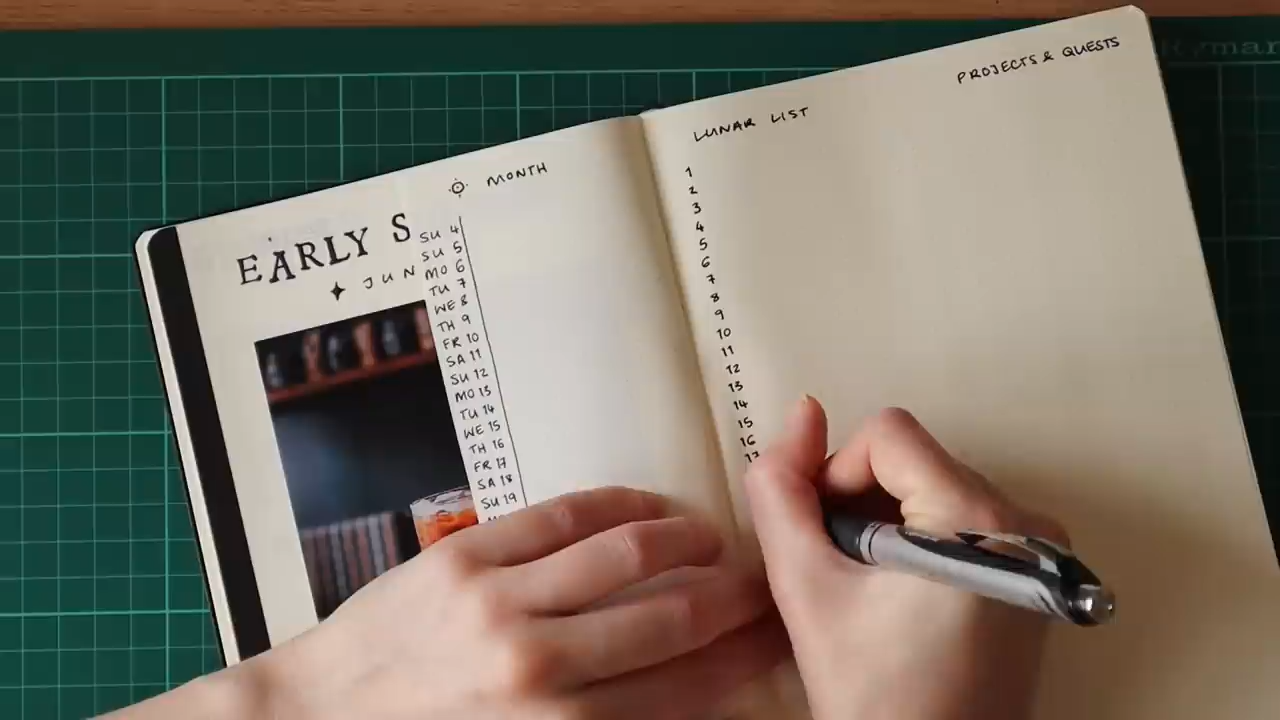 EARLY S
JUN
MONTH
SU 4
SU 5
MO 6
TU 7
WE 8
TH 9
FR 10
SA 11
SU 12
MO 13
TU 14
WE 15
TH 16
FR 17
SA 18
SU 19
LUNAR LIST
1
2
3
4
5
6
7
8
9
10
11
12
13
14
15
16
17
PROJECTS & QUESTS